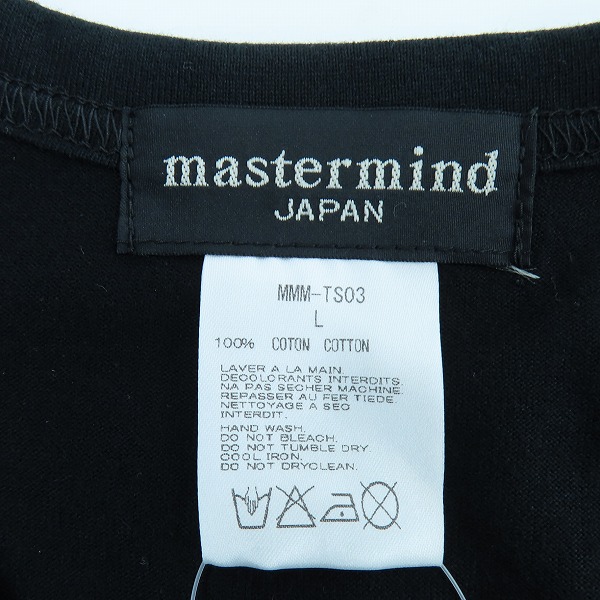 mastermind
JAPAN
MMM-TS03
L
100% COTON COTTON
LAVER A LA MAIN.
DECOLORANTS INTERDITS.
NA PAS SECHER MACHINE.
REPASSER AU FER TIEDE.
NETTOYAGE A SEC
INTERDIT.
HAND WASH.
DO NOT BLEACH.
DO NOT TUMBLE DRY.
COOL IRON.
DO NOT DRYCLEAN.